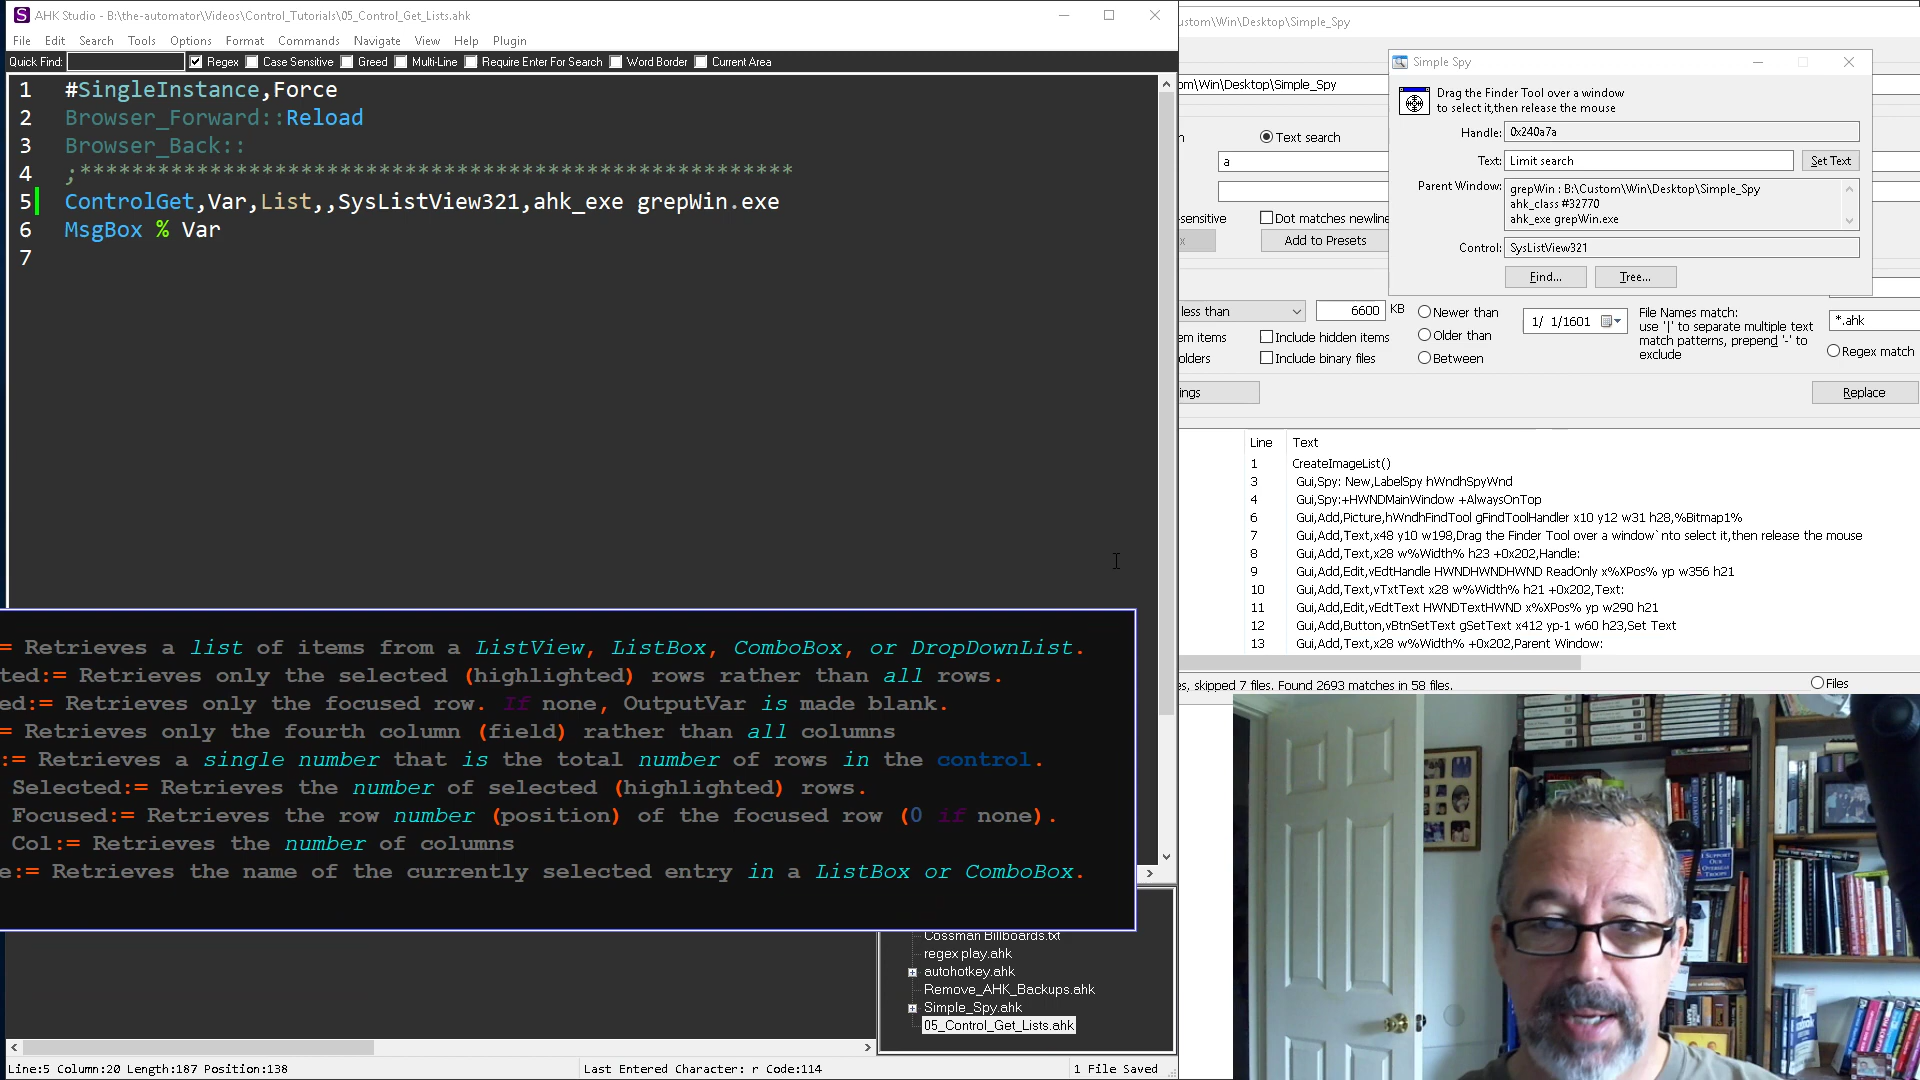 AHK Studio - B:\the-automator\Videos\Control_Tutorials\05_Control_Get_Lists.ahk
File Edit Search Tools Options Format Commands Navigate View Help Plugin
Quick Find: Regex Case Sensitive Greed Multi-Line Require Enter For Search Word Border Current Area
1 #SingleInstance,Force
2 Browser_Forward::Reload
3 Browser_Back::
4 ;*******************************************************
5 ControlGet,Var,List,,SysListView321,ahk_exe grepWin.exe
6 MsgBox % Var
7
= Retrieves a list of items from a ListView, ListBox, ComboBox, or DropDownList.
ted:= Retrieves only the selected (highlighted) rows rather than all rows.
ed:= Retrieves only the focused row. If none, OutputVar is made blank.
= Retrieves only the fourth column (field) rather than all columns
:= Retrieves a single number that is the total number of rows in the control.
Selected:= Retrieves the number of selected (highlighted) rows.
Focused:= Retrieves the row number (position) of the focused row (0 if none).
Col:= Retrieves the number of columns
e:= Retrieves the name of the currently selected entry in a ListBox or ComboBox.
Cossman Billboards.txt
regex play.ahk
autohotkey.ahk
Remove_AHK_Backups.ahk
Simple_Spy.ahk
05_Control_Get_Lists.ahk
Line:5 Column:20 Length:187 Position:138
Last Entered Character: r Code:114
1 File Saved
ustom\Win\Desktop\Simple_Spy
om\Win\Desktop\Simple_Spy
Text search
a
sensitive
Dot matches newline
x
Add to Presets
Simple Spy
Drag the Finder Tool over a window
to select it,then release the mouse
Handle: 0x240a7a
Text: Limit search Set Text
Parent Window: grepWin : B:\Custom\Win\Desktop\Simple_Spy
ahk_class #32770
ahk_exe grepWin.exe
Control: SysListView321
Find... Tree...
less than 6600 KB
em items Include hidden items
olders Include binary files
Newer than
Older than
Between
1/ 1/1601
File Names match:
use '|' to separate multiple text
match patterns, prepend '-' to
exclude
*.ahk
Regex match
ings
Replace
Line Text
1 CreateImageList()
3 Gui,Spy: New,LabelSpy hWndhSpyWnd
4 Gui,Spy:+HWNDMainWindow +AlwaysOnTop
6 Gui,Add,Picture,hWndhFindTool gFindToolHandler x10 y12 w31 h28,%Bitmap1%
7 Gui,Add,Text,x48 y10 w198,Drag the Finder Tool over a window`nto select it,then release the mouse
8 Gui,Add,Text,x28 w%Width% h23 +0x202,Handle:
9 Gui,Add,Edit,vEdtHandle HWNDHWNDHWND ReadOnly x%XPos% yp w356 h21
10 Gui,Add,Text,vTxtText x28 w%Width% h21 +0x202,Text:
11 Gui,Add,Edit,vEdtText HWNDTextHWND x%XPos% yp w290 h21
12 Gui,Add,Button,vBtnSetText gSetText x412 yp-1 w60 h23,Set Text
13 Gui,Add,Text,x28 w%Width% +0x202,Parent Window:
es, skipped 7 files. Found 2693 matches in 58 files.
Files
I SUPPORT
OUR
OVERSEAS
TROOPS